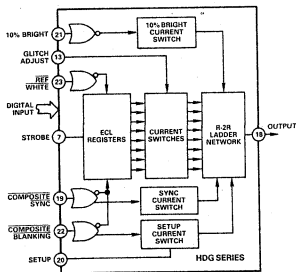 10% BRIGHT
21
10% BRIGHT
CURRENT
SWITCH
GLITCH
ADJUST
13
REF
WHITE
23
DIGITAL
INPUT
STROBE
7
ECL
REGISTERS
CURRENT
SWITCHES
R-2R
LADDER
NETWORK
18
OUTPUT
COMPOSITE
SYNC
19
SYNC
CURRENT
SWITCH
COMPOSITE
BLANKING
22
SETUP
CURRENT
SWITCH
SETUP
20
HDG SERIES